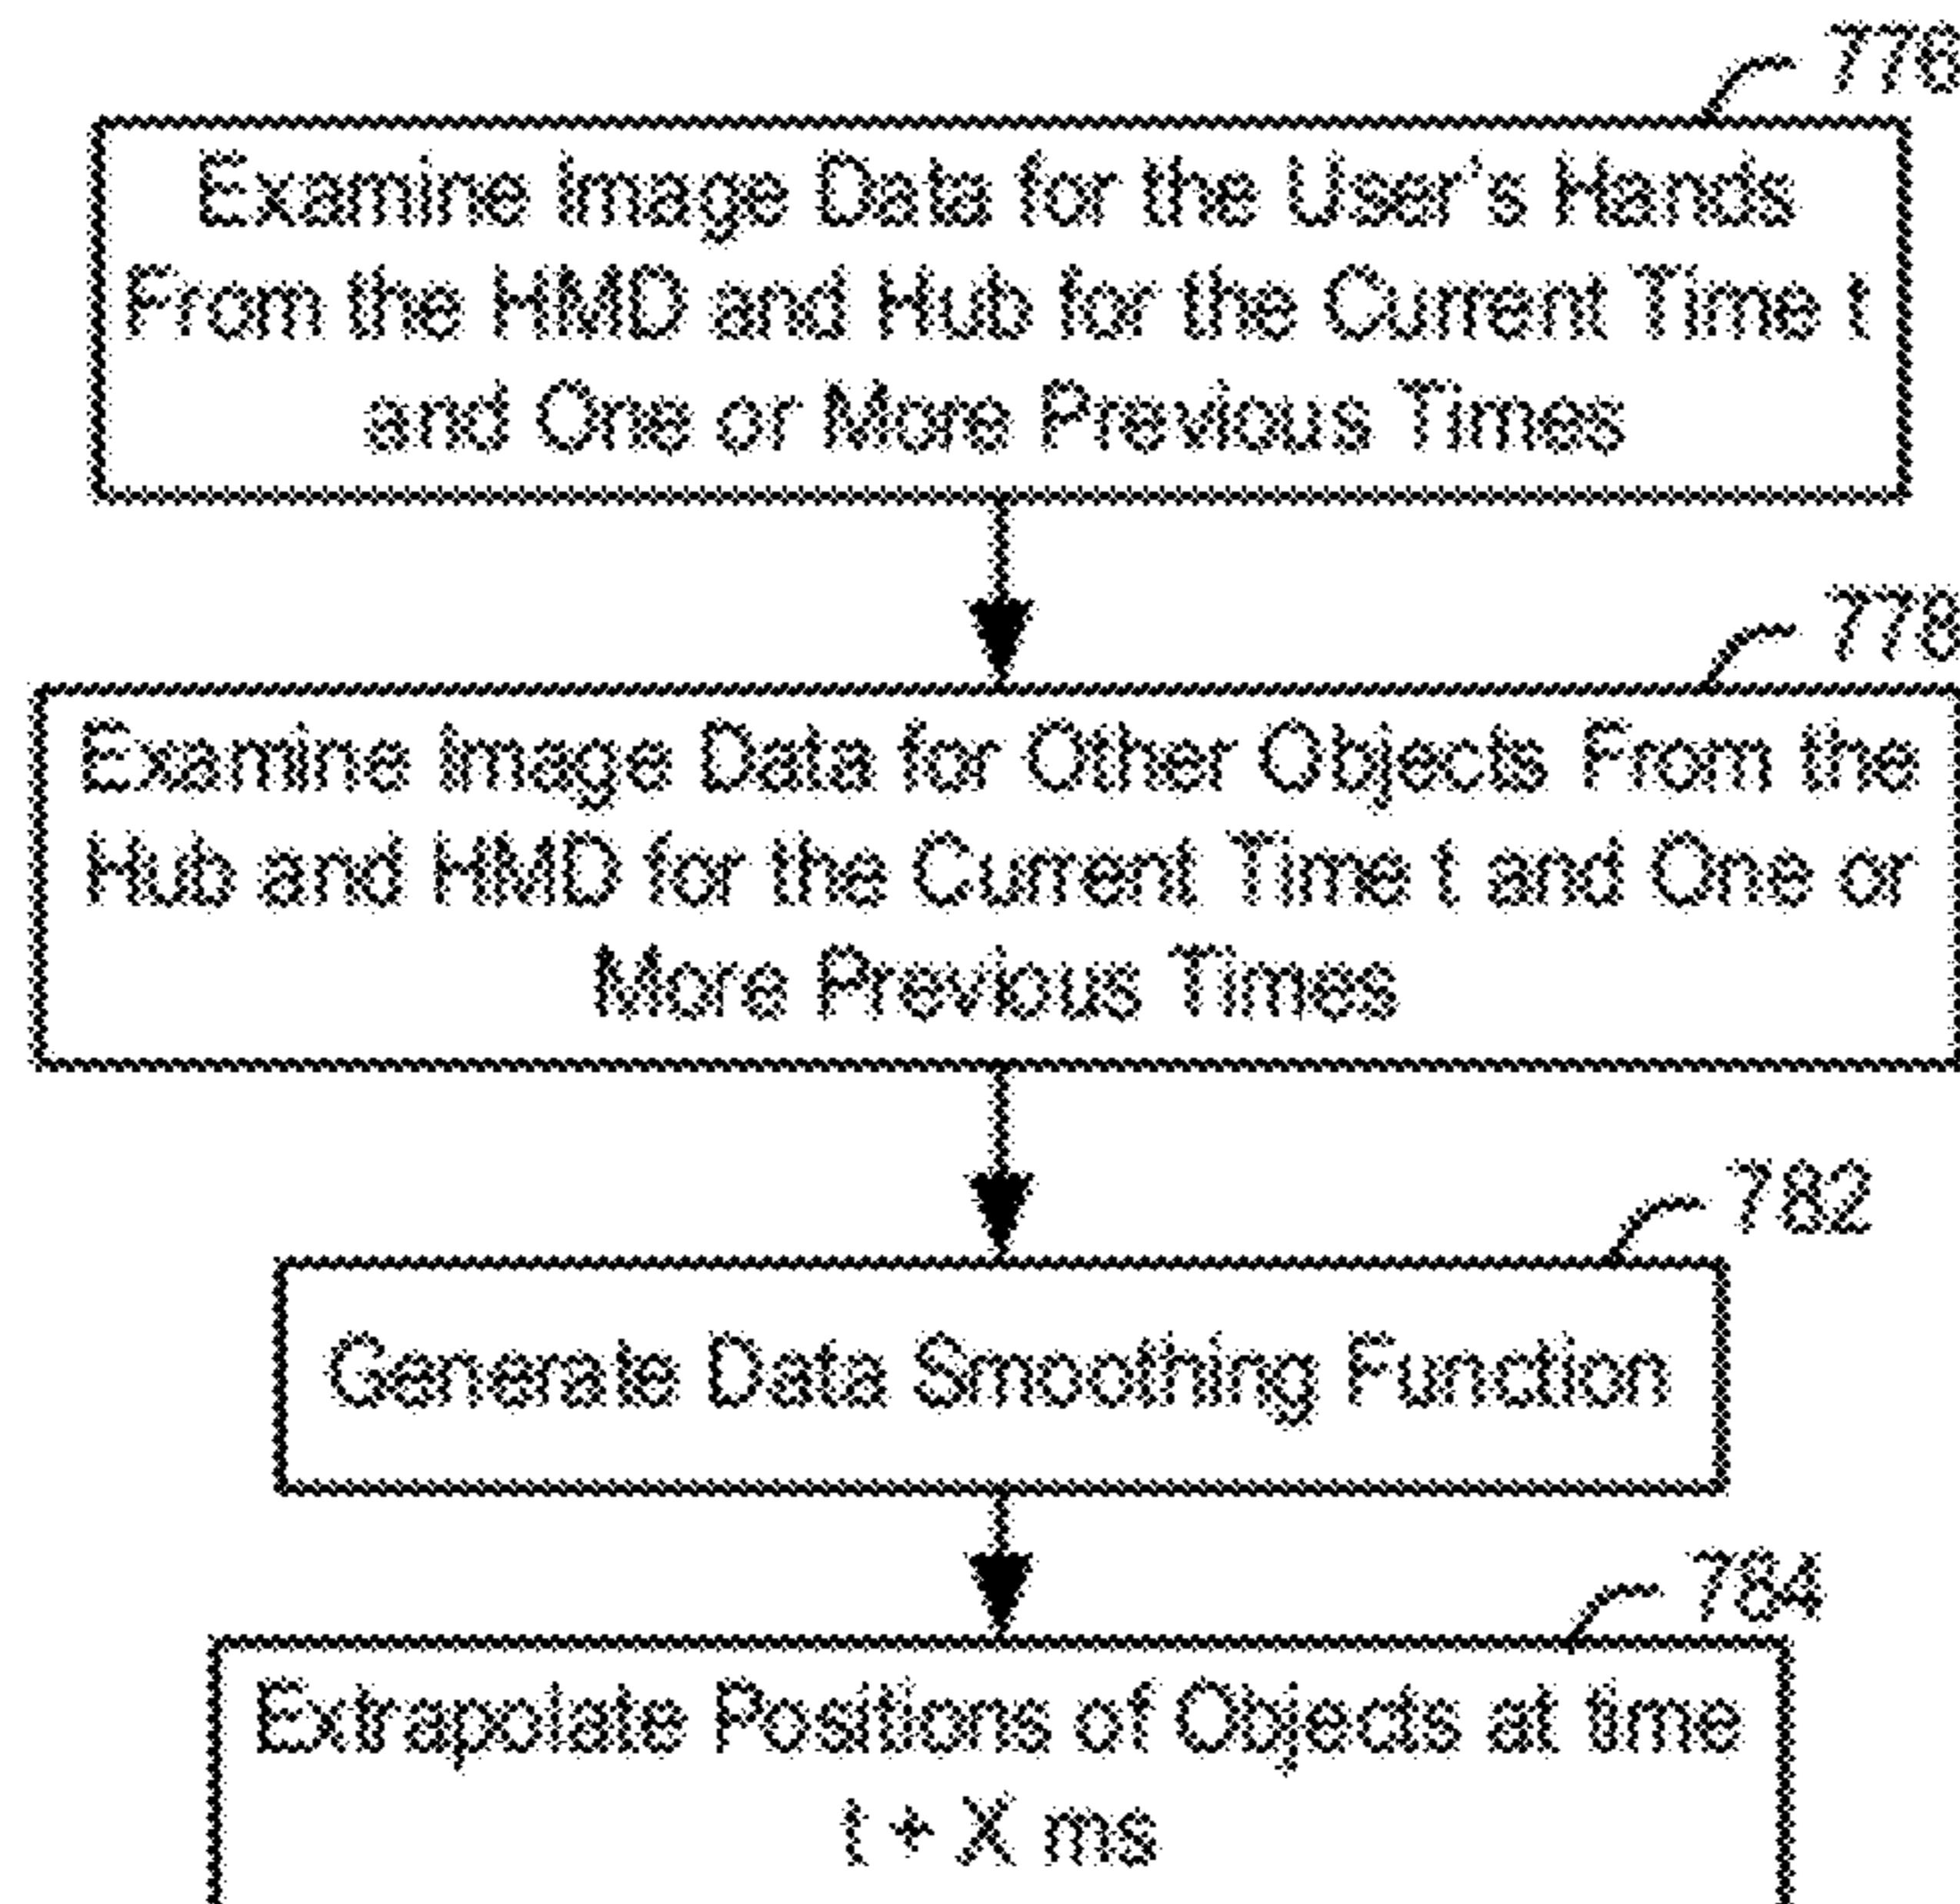 776
Examine Image Data for the User's Hands
From the HMD and Hub for the Current Time t
and One or More Previous Times
778
Examine Image Data for Other Objects From the
Hub and HMD for the Current Time t and One or
More Previous Times
782
Generate Data Smoothing Function
784
Extrapolate Positions of Objects at time
t + X ms